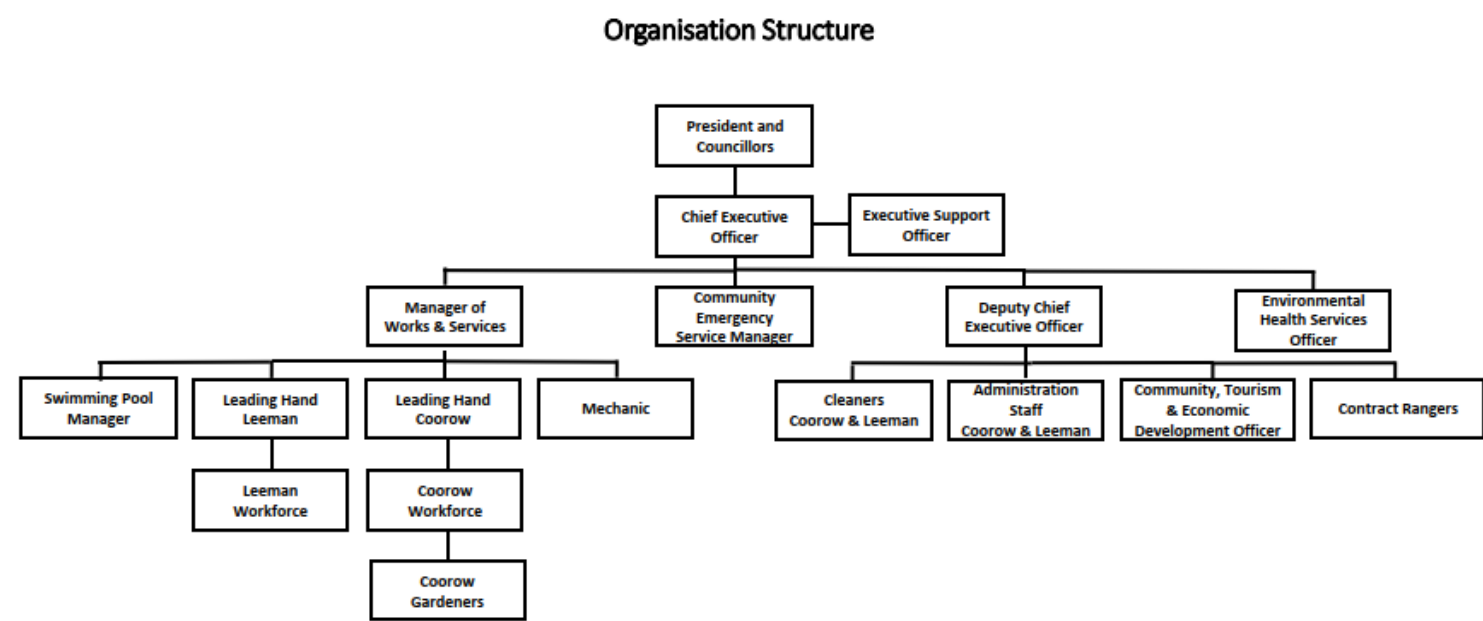 Organisation Structure
President and
Councillors
Chief Executive
Officer
Executive Support
Officer
Manager of
Works & Services
Community
Emergency
Service Manager
Deputy Chief
Executive Officer
Environmental
Health Services
Officer
Swimming Pool
Manager
Leading Hand
Leeman
Leading Hand
Coorow
Mechanic
Cleaners
Coorow & Leeman
Administration
Staff
Coorow & Leeman
Community, Tourism
& Economic
Development Officer
Contract Rangers
Leeman
Workforce
Coorow
Workforce
Coorow
Gardeners